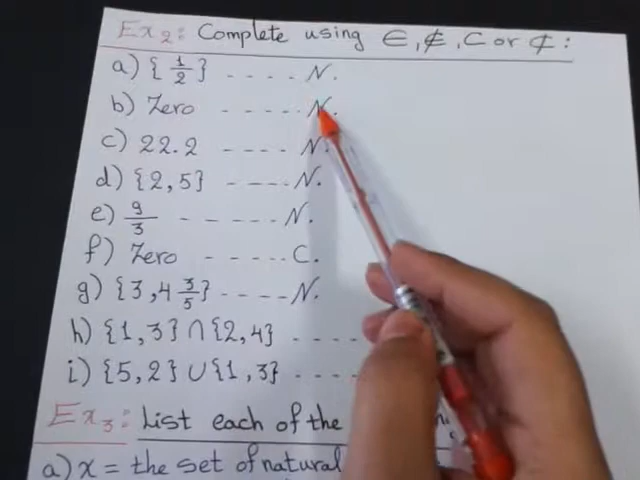 Ex2: Complete using ∈, ∉, ⊂ or ⊄ :
a) { 1/2 } - - - - N.
b) Zero - - - - - N.
c) 22.2 - - - - N.
d) {2,5} - - - - N.
e) 9/3 - - - - - N.
f) Zero - - - - - C.
g) {3,4 3/5} - - - - N.
h) {1,3} ∩ {2,4} - - - -
i) {5,2} ∪ {1,3} - - - -
Ex3: List each of the
a) x = the set of natural